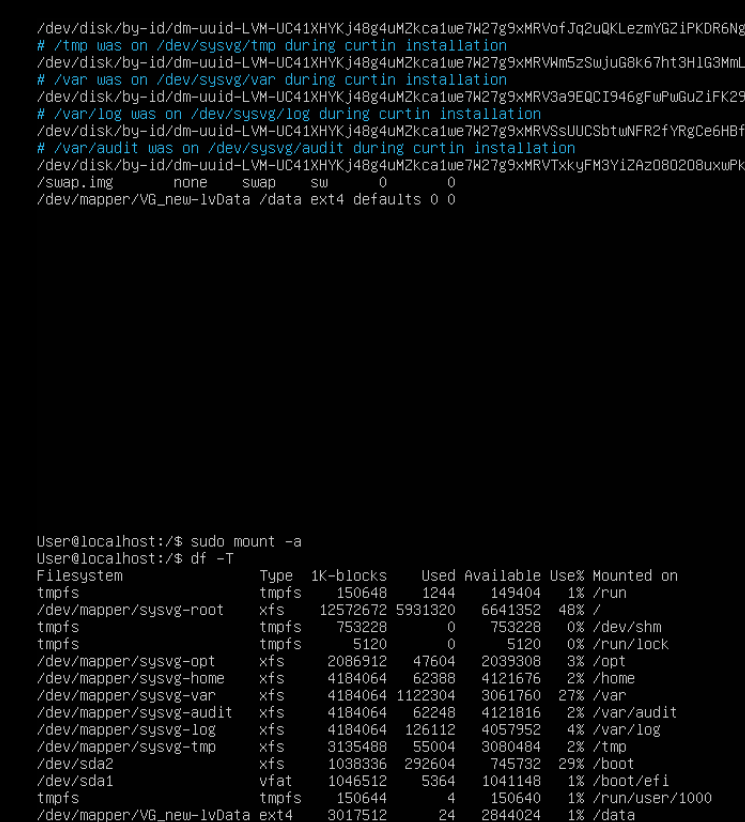 /dev/disk/by-id/dm-uuid-LVM-UC41XHYKj48g4uMZkca1we7W27g9xMRVofJq2uQKLezmYGZiPKDR6Ng
# /tmp was on /dev/sysvg/tmp during curtin installation
/dev/disk/by-id/dm-uuid-LVM-UC41XHYKj48g4uMZkca1we7W27g9xMRVWm5zSwjuG8k67ht3HlG3MmL
# /var was on /dev/sysvg/var during curtin installation
/dev/disk/by-id/dm-uuid-LVM-UC41XHYKj48g4uMZkca1we7W27g9xMRV3a9EQCI946gFwPwGuZiFK29
# /var/log was on /dev/sysvg/log during curtin installation
/dev/disk/by-id/dm-uuid-LVM-UC41XHYKj48g4uMZkca1we7W27g9xMRVSsUUCSbtwNFR2fYRgCe6HBf
# /var/audit was on /dev/sysvg/audit during curtin installation
/dev/disk/by-id/dm-uuid-LVM-UC41XHYKj48g4uMZkca1we7W27g9xMRVTxkyFM3YiZAzO8O2O8uxwPk
/swap.img none swap sw 0 0
/dev/mapper/VG_new-lvData /data ext4 defaults 0 0
User@localhost:/$ sudo mount -a
User@localhost:/$ df -T
Filesystem Type 1K-blocks Used Available Use% Mounted on
tmpfs tmpfs 150648 1244 149404 1% /run
/dev/mapper/sysvg-root xfs 12572672 5931320 6641352 48% /
tmpfs tmpfs 753228 0 753228 0% /dev/shm
tmpfs tmpfs 5120 0 5120 0% /run/lock
/dev/mapper/sysvg-opt xfs 2086912 47604 2039308 3% /opt
/dev/mapper/sysvg-home xfs 4184064 62388 4121676 2% /home
/dev/mapper/sysvg-var xfs 4184064 1122304 3061760 27% /var
/dev/mapper/sysvg-audit xfs 4184064 62248 4121816 2% /var/audit
/dev/mapper/sysvg-log xfs 4184064 126112 4057952 4% /var/log
/dev/mapper/sysvg-tmp xfs 3135488 55004 3080484 2% /tmp
/dev/sda2 xfs 1038336 292604 745732 29% /boot
/dev/sda1 vfat 1046512 5364 1041148 1% /boot/efi
tmpfs tmpfs 150644 4 150640 1% /run/user/1000
/dev/mapper/VG_new-lvData ext4 3017512 24 2844024 1% /data